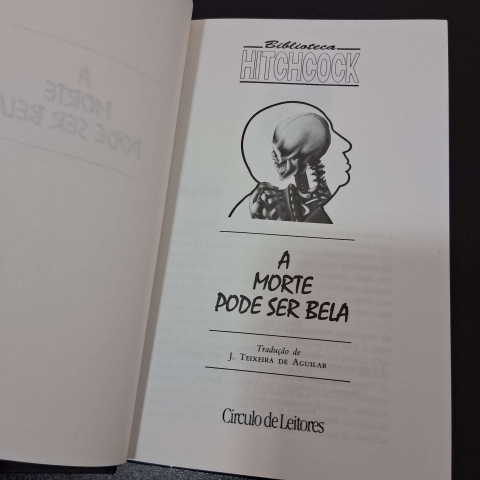 Biblioteca
HITCHCOCK
A
MORTE
PODE SER BELA
Tradução de
J. TEIXEIRA DE AGUILAR
Círculo de Leitores